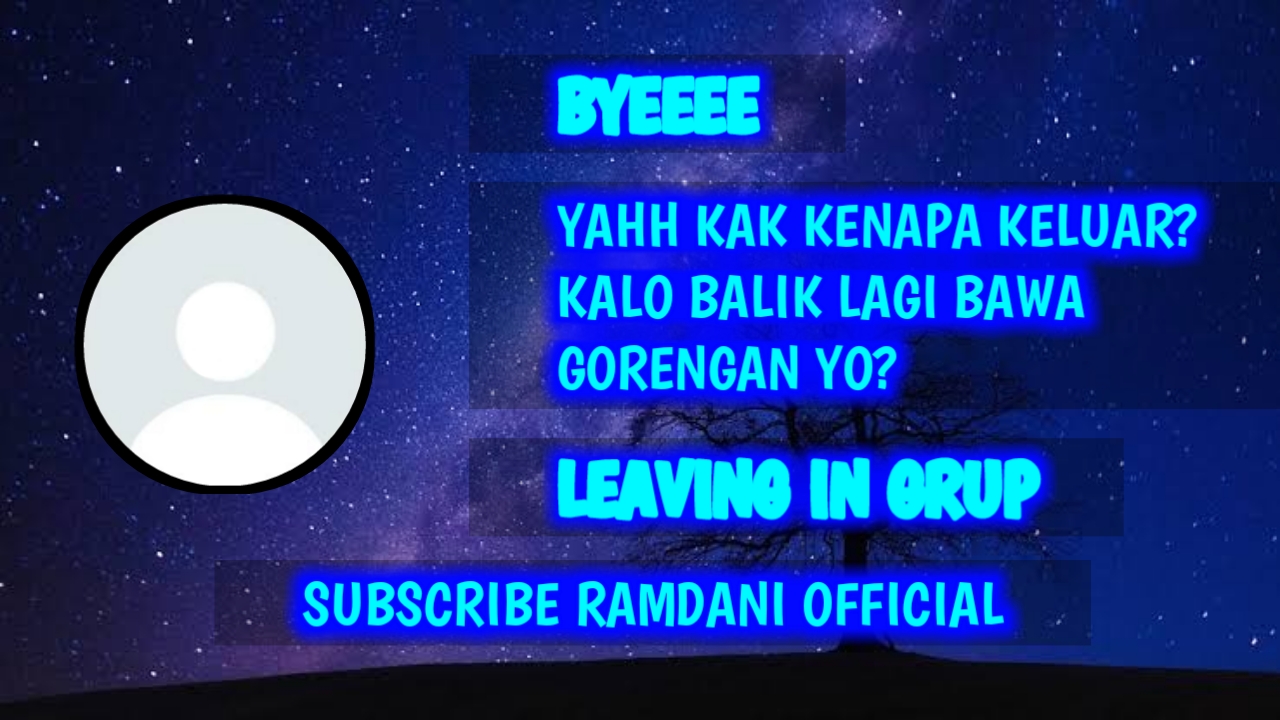 BYEEEE
YAHH KAK KENAPA KELUAR?
KALO BALIK LAGI BAWA
GORENGAN YO?
LEAVING IN GRUP
SUBSCRIBE RAMDANI OFFICIAL